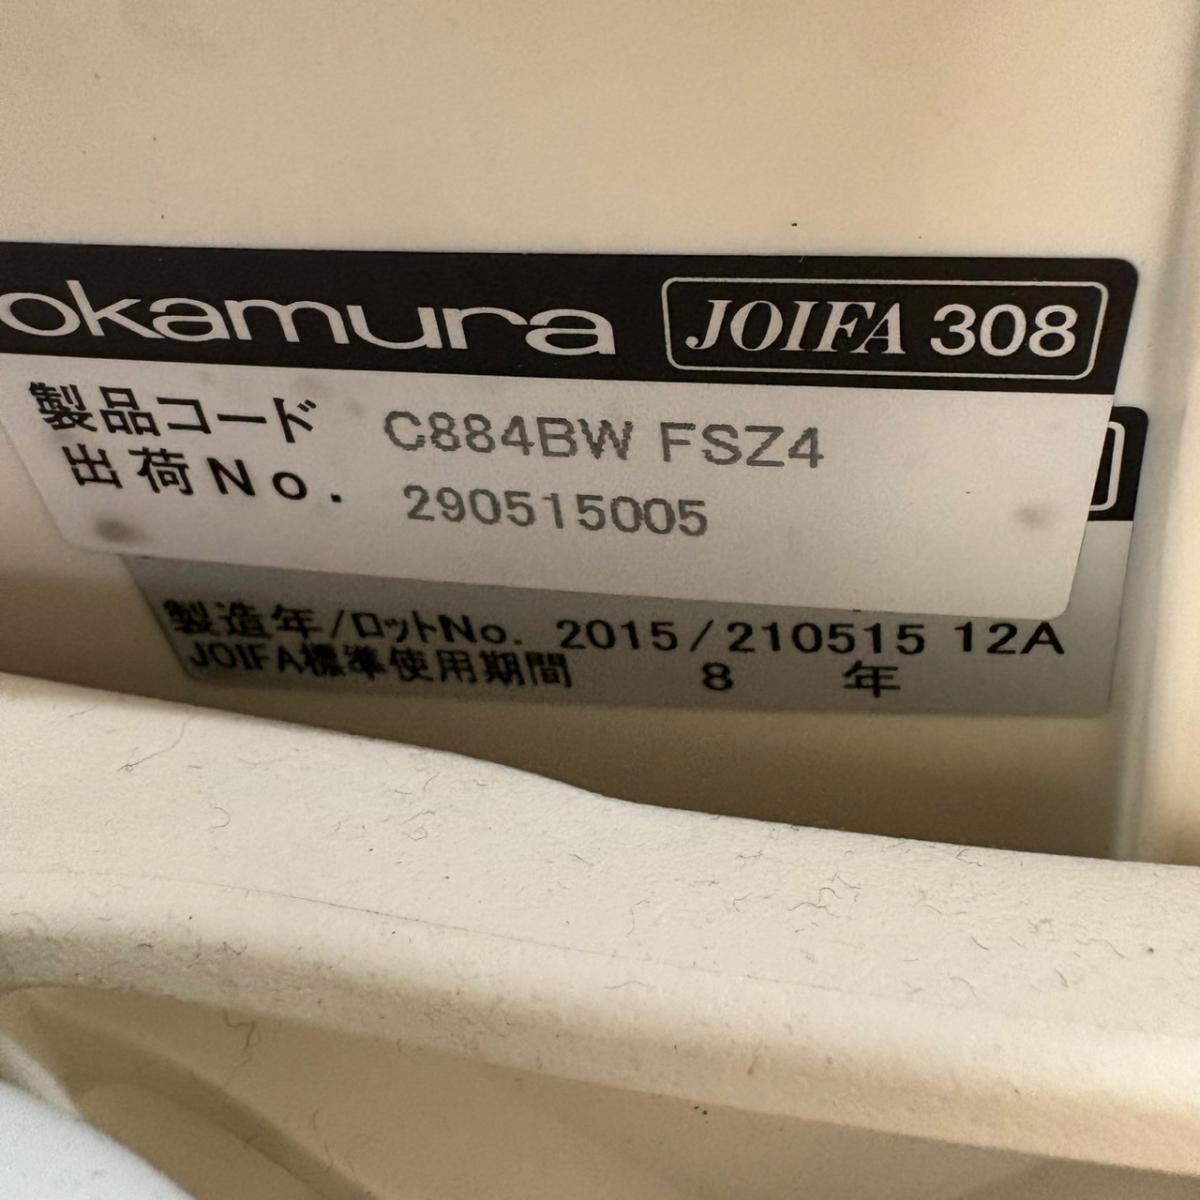 okamura JOIFA 308
製品コード C884BW FSZ4
出荷No. 290515005
製造年/ロットNo. 2015/210515 12A
JOIFA標準使用期間 8 年